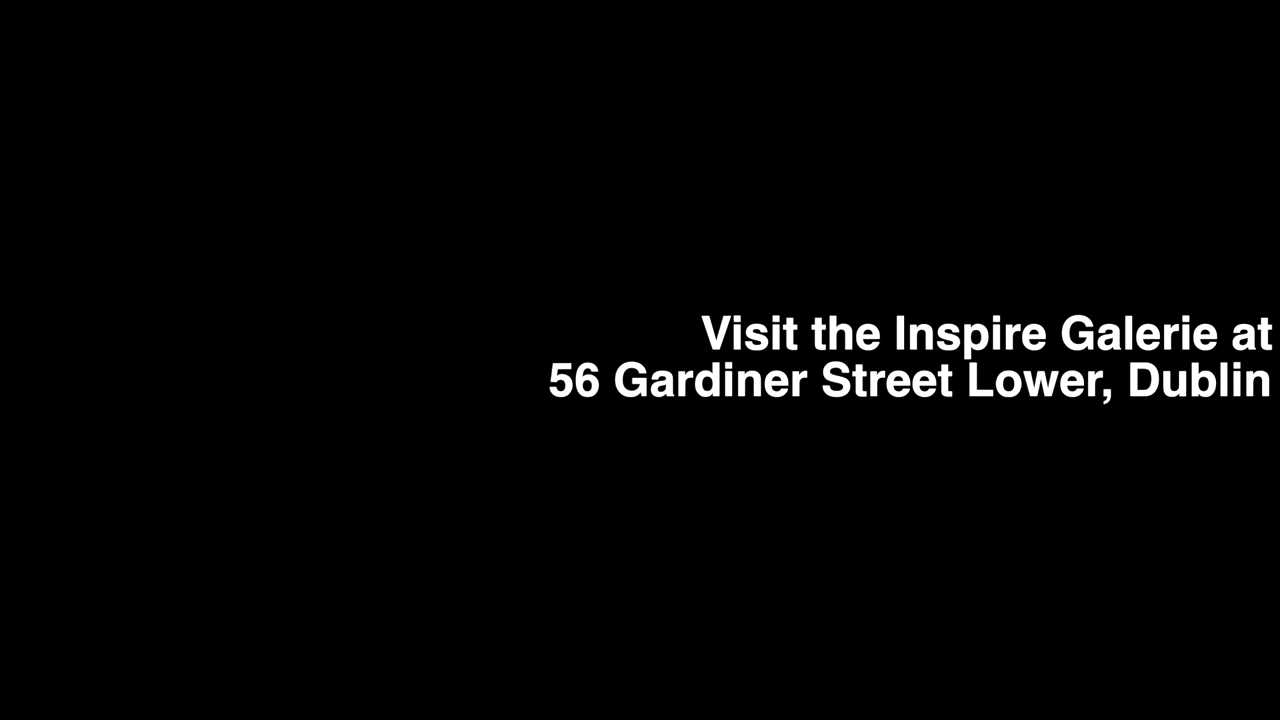 Visit the Inspire Galerie at
56 Gardiner Street Lower, Dublin